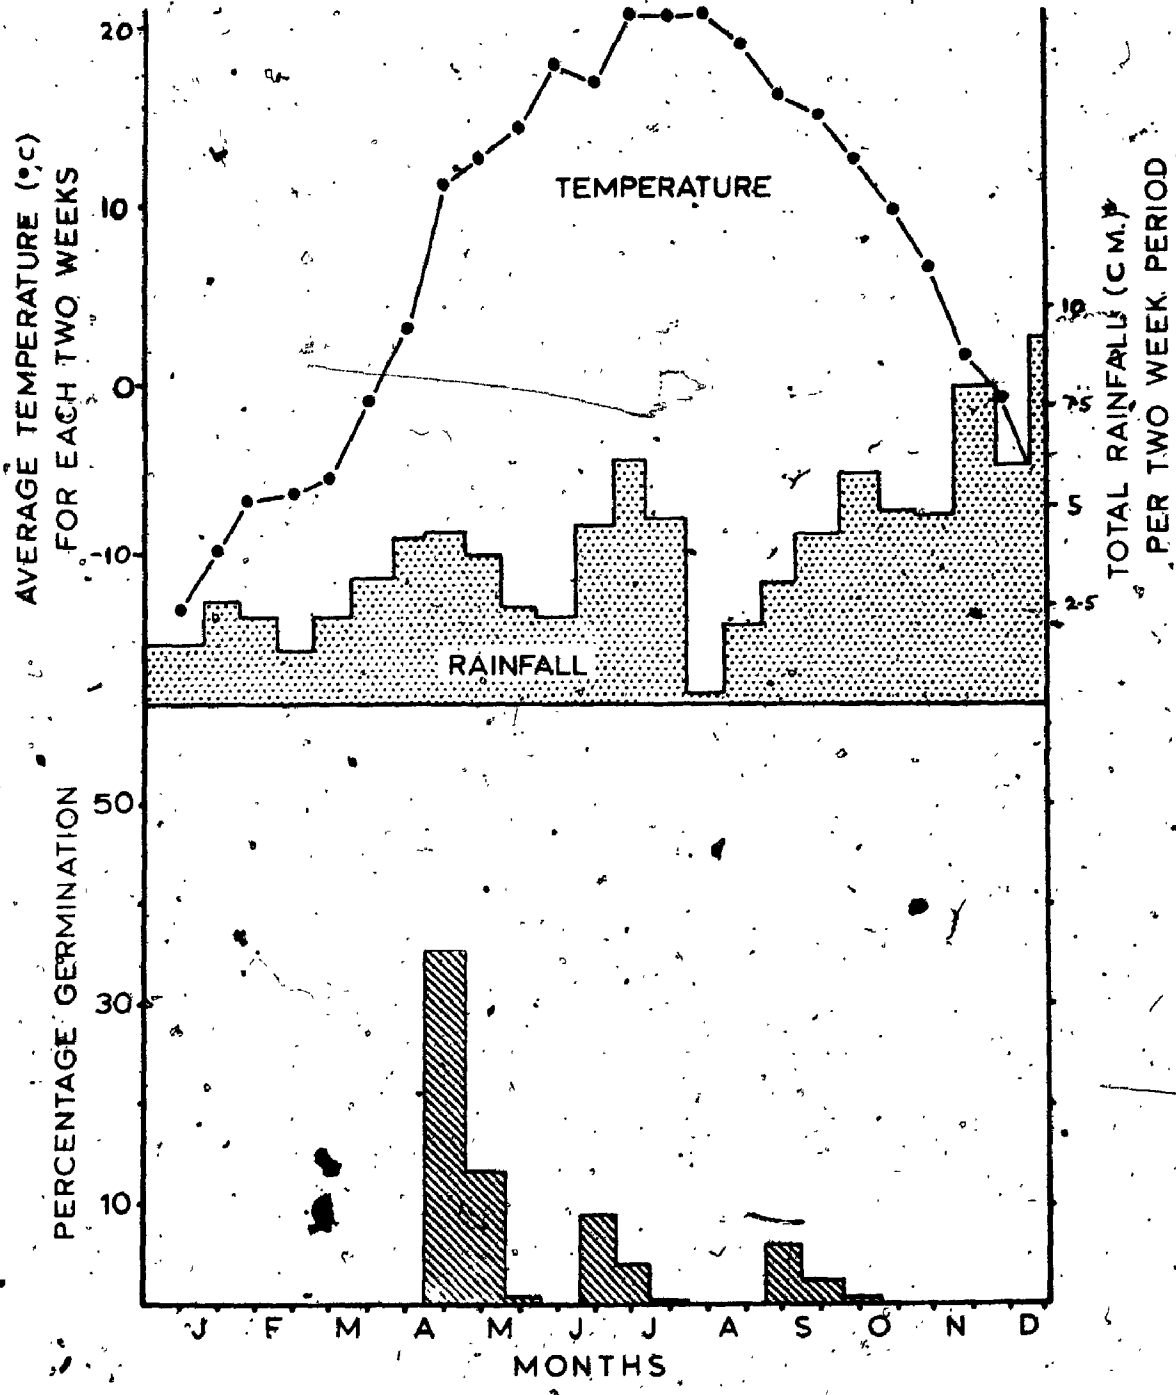 AVERAGE TEMPERATURE (°C)
FOR EACH TWO WEEKS
20
10
0
-10
TEMPERATURE
RAINFALL
10
7.5
5
2.5
TOTAL RAINFALL (CM.)
PER TWO WEEK PERIOD
PERCENTAGE GERMINATION
50
30
10
J F M A M J J A S O N D
MONTHS